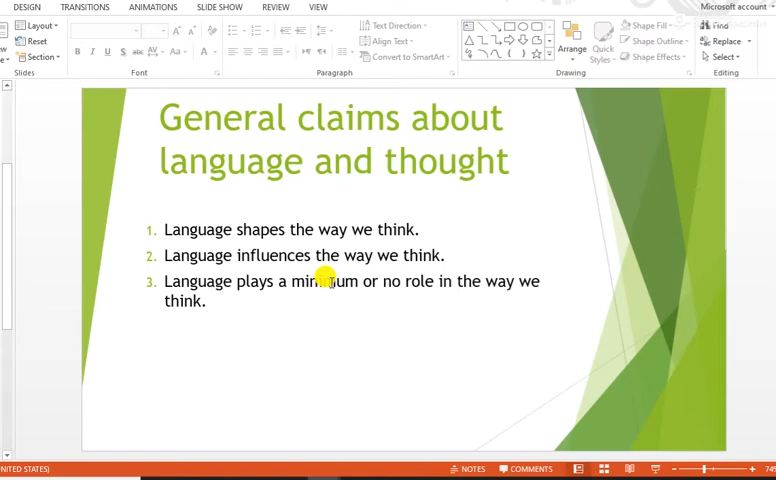 DESIGN TRANSITIONS ANIMATIONS SLIDE SHOW REVIEW VIEW Microsoft account
Layout Text Direction Shape Fill Find
Reset Align Text Shape Outline Replace
Section Convert to SmartArt Arrange Quick Styles Shape Effects Select
Slides Font Paragraph Drawing Editing
General claims about
language and thought
1. Language shapes the way we think.
2. Language influences the way we think.
3. Language plays a minimum or no role in the way we
think.
NOTES COMMENTS